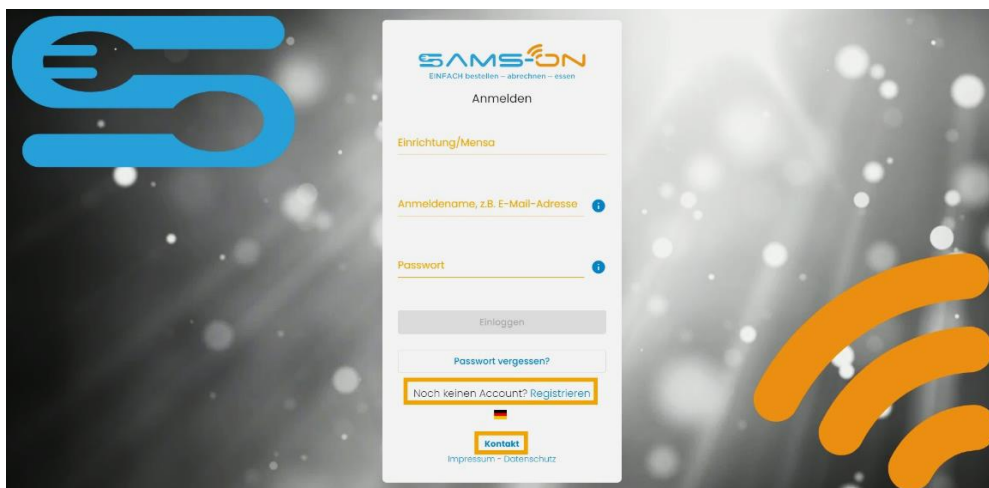 SAMS-ON
EINFACH bestellen – abrechnen – essen
Anmelden
Einrichtung/Mensa
Anmeldename, z.B. E-Mail-Adresse
Passwort
Einloggen
Passwort vergessen?
Noch keinen Account? Registrieren
Kontakt
Impressum - Datenschutz